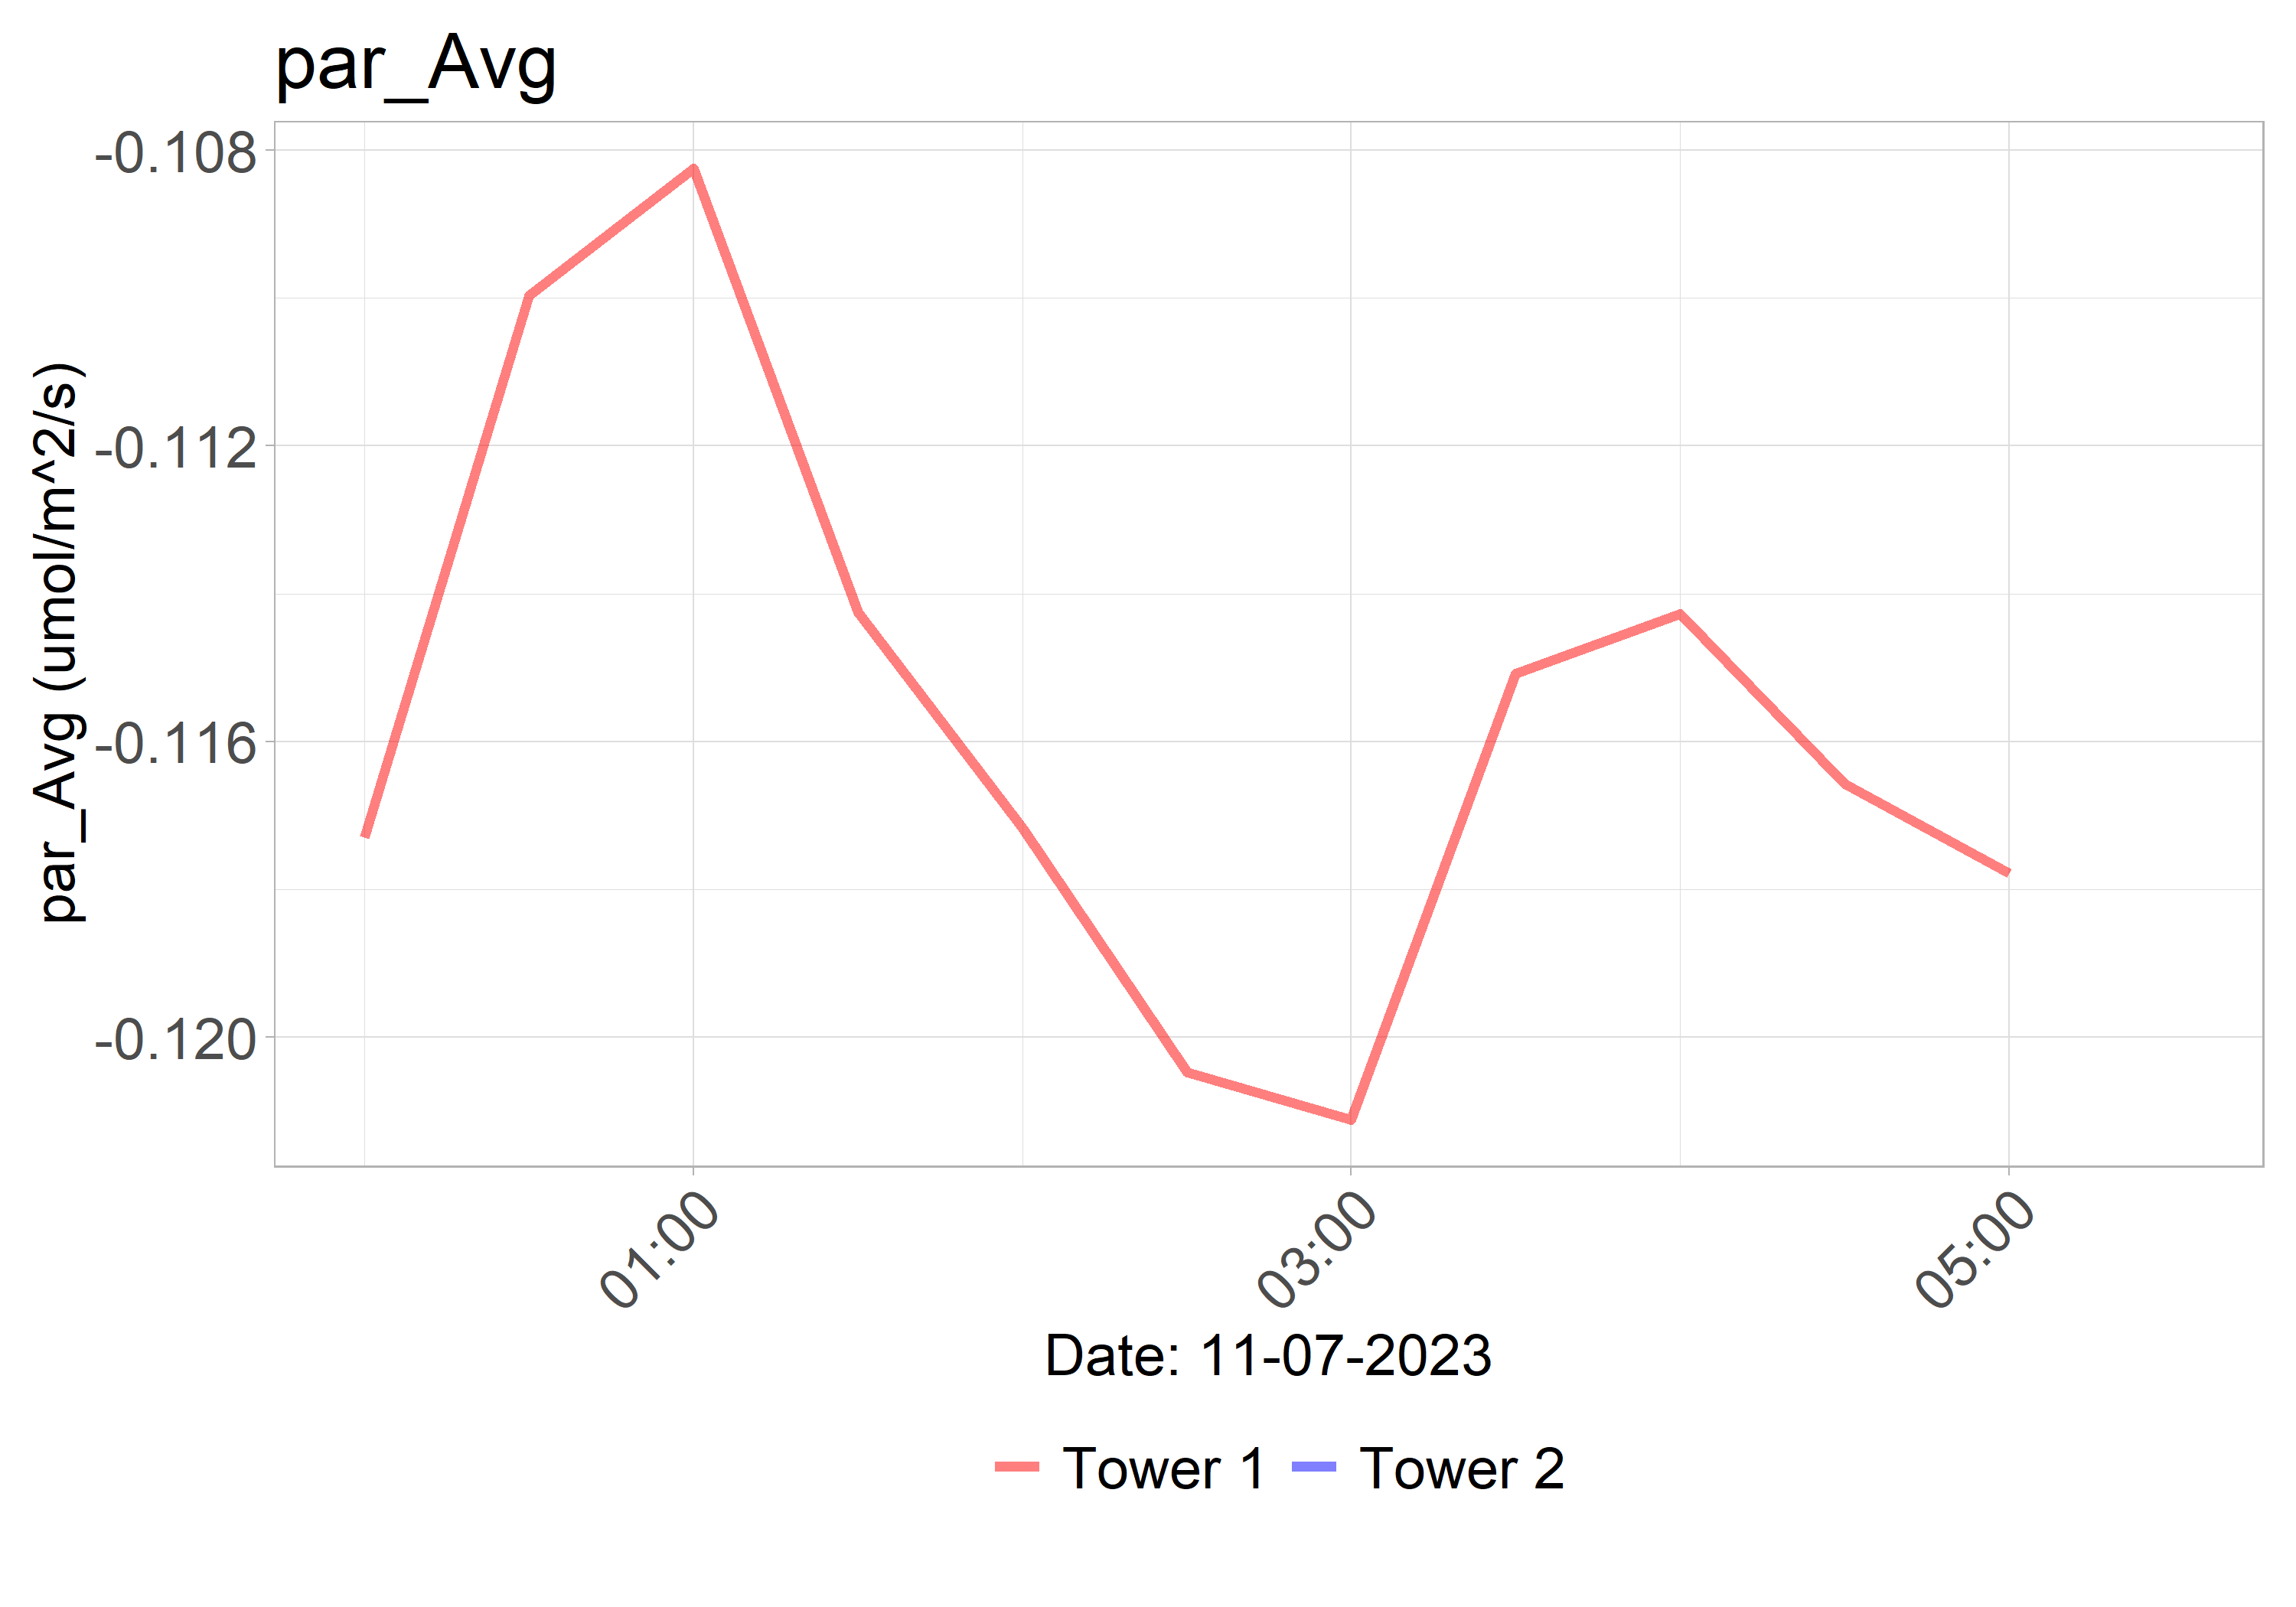 par_Avg
par_Avg (umol/m^2/s)
-0.108
-0.112
-0.116
-0.120
01:00
03:00
05:00
Date: 11-07-2023
Tower 1
Tower 2